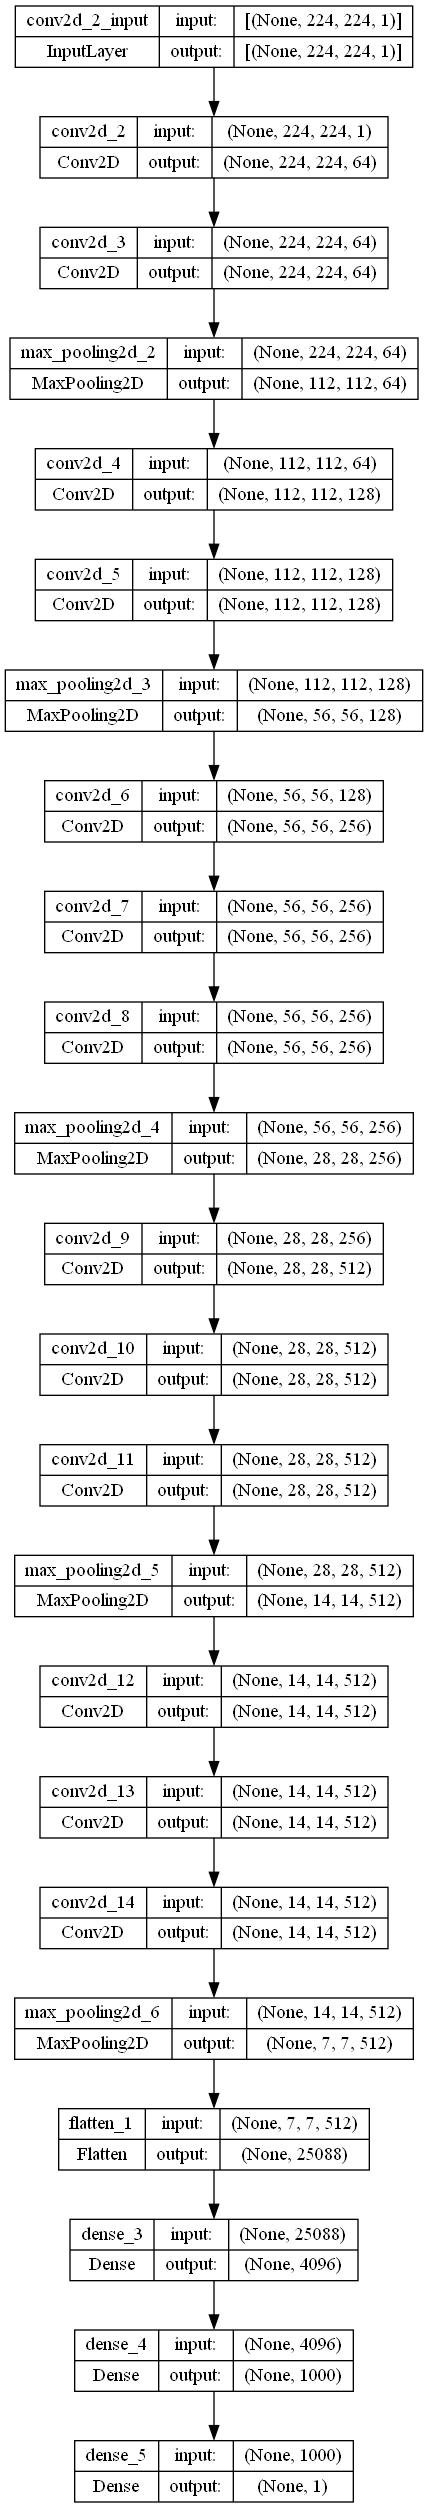 conv2d_2_input input: [(None, 224, 224, 1)]
InputLayer output: [(None, 224, 224, 1)]
conv2d_2 input: (None, 224, 224, 1)
Conv2D output: (None, 224, 224, 64)
conv2d_3 input: (None, 224, 224, 64)
Conv2D output: (None, 224, 224, 64)
max_pooling2d_2 input: (None, 224, 224, 64)
MaxPooling2D output: (None, 112, 112, 64)
conv2d_4 input: (None, 112, 112, 64)
Conv2D output: (None, 112, 112, 128)
conv2d_5 input: (None, 112, 112, 128)
Conv2D output: (None, 112, 112, 128)
max_pooling2d_3 input: (None, 112, 112, 128)
MaxPooling2D output: (None, 56, 56, 128)
conv2d_6 input: (None, 56, 56, 128)
Conv2D output: (None, 56, 56, 256)
conv2d_7 input: (None, 56, 56, 256)
Conv2D output: (None, 56, 56, 256)
conv2d_8 input: (None, 56, 56, 256)
Conv2D output: (None, 56, 56, 256)
max_pooling2d_4 input: (None, 56, 56, 256)
MaxPooling2D output: (None, 28, 28, 256)
conv2d_9 input: (None, 28, 28, 256)
Conv2D output: (None, 28, 28, 512)
conv2d_10 input: (None, 28, 28, 512)
Conv2D output: (None, 28, 28, 512)
conv2d_11 input: (None, 28, 28, 512)
Conv2D output: (None, 28, 28, 512)
max_pooling2d_5 input: (None, 28, 28, 512)
MaxPooling2D output: (None, 14, 14, 512)
conv2d_12 input: (None, 14, 14, 512)
Conv2D output: (None, 14, 14, 512)
conv2d_13 input: (None, 14, 14, 512)
Conv2D output: (None, 14, 14, 512)
conv2d_14 input: (None, 14, 14, 512)
Conv2D output: (None, 14, 14, 512)
max_pooling2d_6 input: (None, 14, 14, 512)
MaxPooling2D output: (None, 7, 7, 512)
flatten_1 input: (None, 7, 7, 512)
Flatten output: (None, 25088)
dense_3 input: (None, 25088)
Dense output: (None, 4096)
dense_4 input: (None, 4096)
Dense output: (None, 1000)
dense_5 input: (None, 1000)
Dense output: (None, 1)